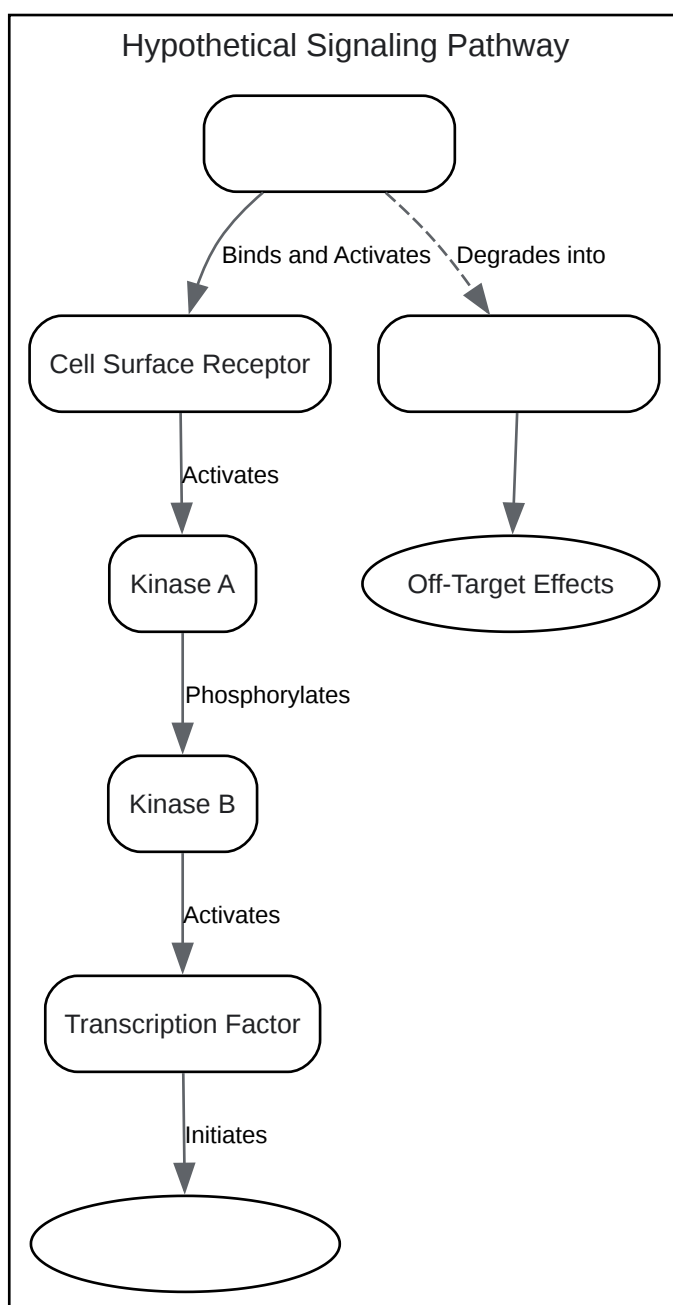 Hypothetical Signaling Pathway
Binds and Activates
Degrades into
Cell Surface Receptor
Activates
Kinase A
Off-Target Effects
Phosphorylates
Kinase B
Activates
Transcription Factor
Initiates